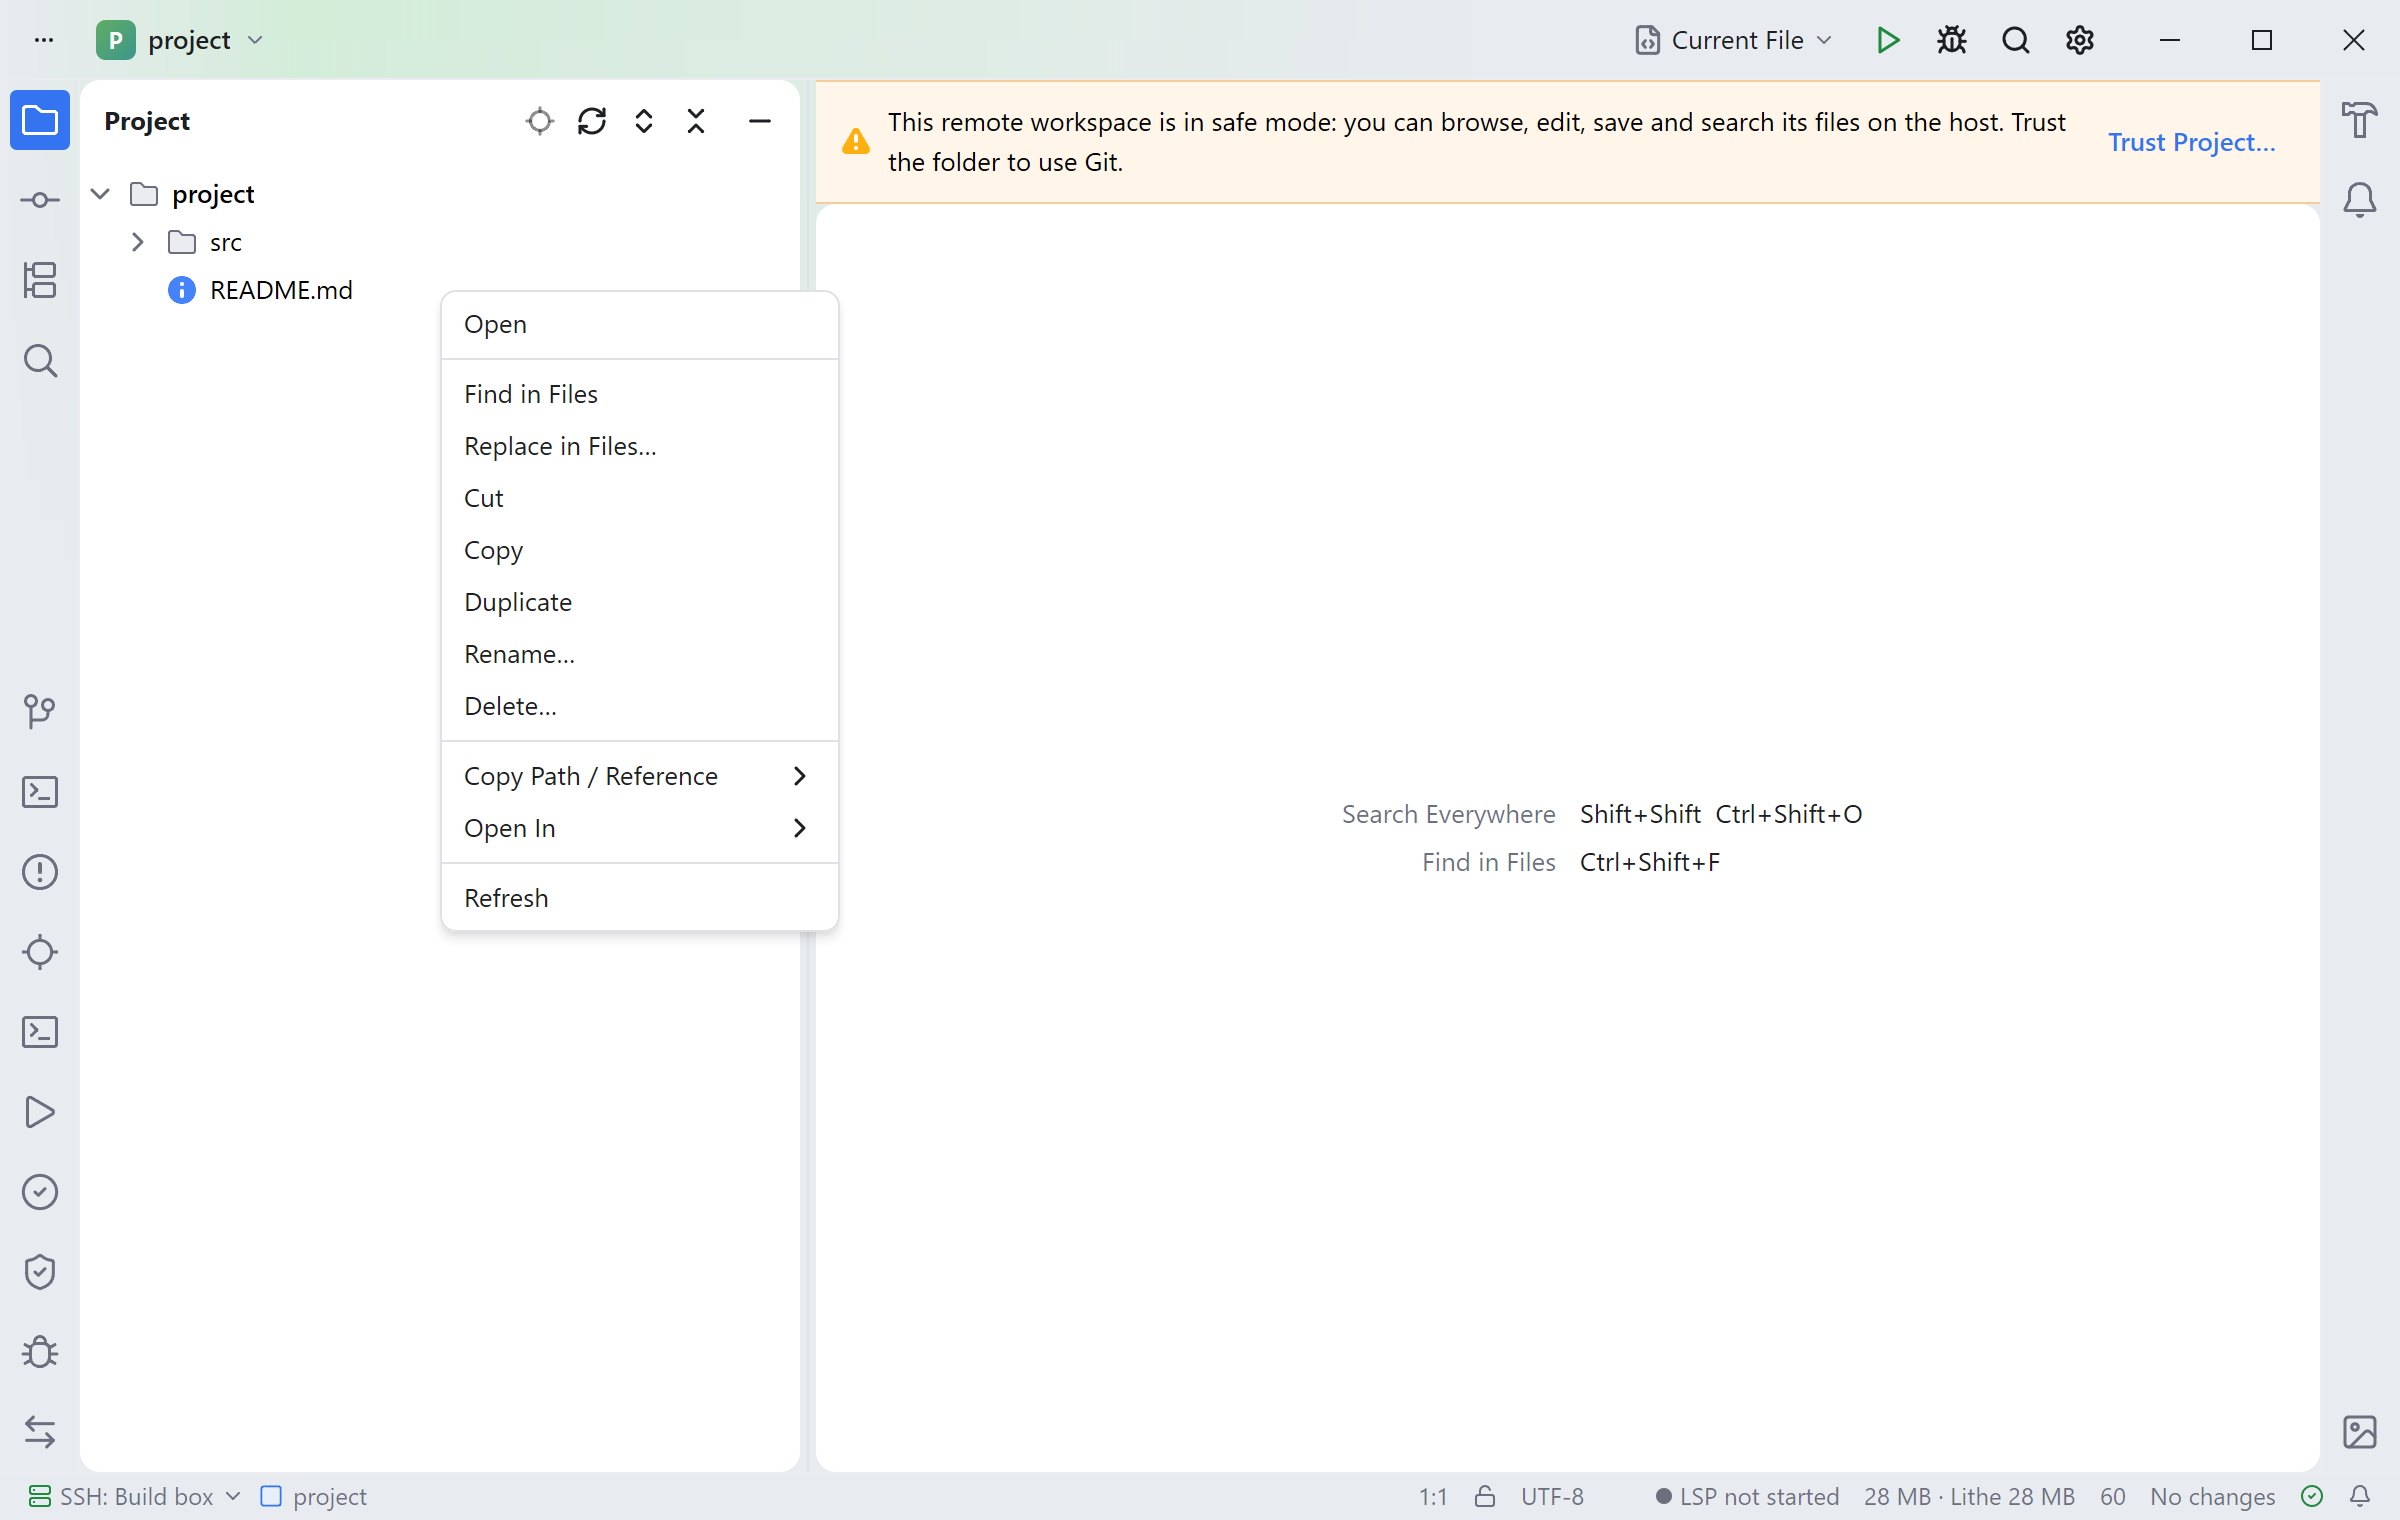 P project
Current File
Project
This remote workspace is in safe mode: you can browse, edit, save and search its files on the host. Trust
the folder to use Git.
Trust Project...
project
src
README.md
Open
Find in Files
Replace in Files...
Cut
Copy
Duplicate
Rename...
Delete...
Copy Path / Reference
Open In
Refresh
Search Everywhere Shift+Shift Ctrl+Shift+O
Find in Files Ctrl+Shift+F
SSH: Build box project 1:1 UTF-8 LSP not started 28 MB · Lithe 28 MB 60 No changes